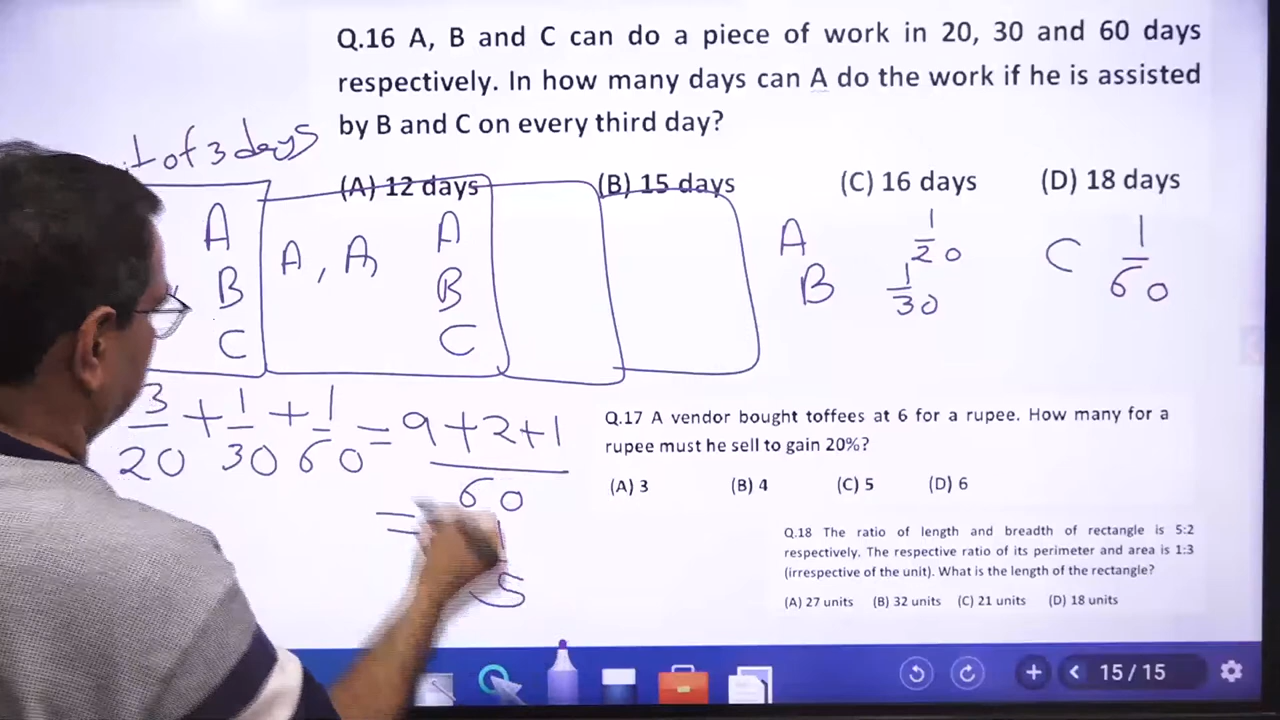 Q.16 A, B and C can do a piece of work in 20, 30 and 60 days
respectively. In how many days can A do the work if he is assisted
by B and C on every third day?
1 of 3 days
(A) 12 days (B) 15 days (C) 16 days (D) 18 days
A A, A, A A 1/20 C 1/60
B B B 1/30
C C
3/20 + 1/30 + 1/60 = 9+2+1/60
= 1/5
Q.17 A vendor bought toffees at 6 for a rupee. How many for a
rupee must he sell to gain 20%?
(A) 3 (B) 4 (C) 5 (D) 6
Q.18 The ratio of length and breadth of rectangle is 5:2
respectively. The respective ratio of its perimeter and area is 1:3
(irrespective of the unit). What is the length of the rectangle?
(A) 27 units (B) 32 units (C) 21 units (D) 18 units
15/15